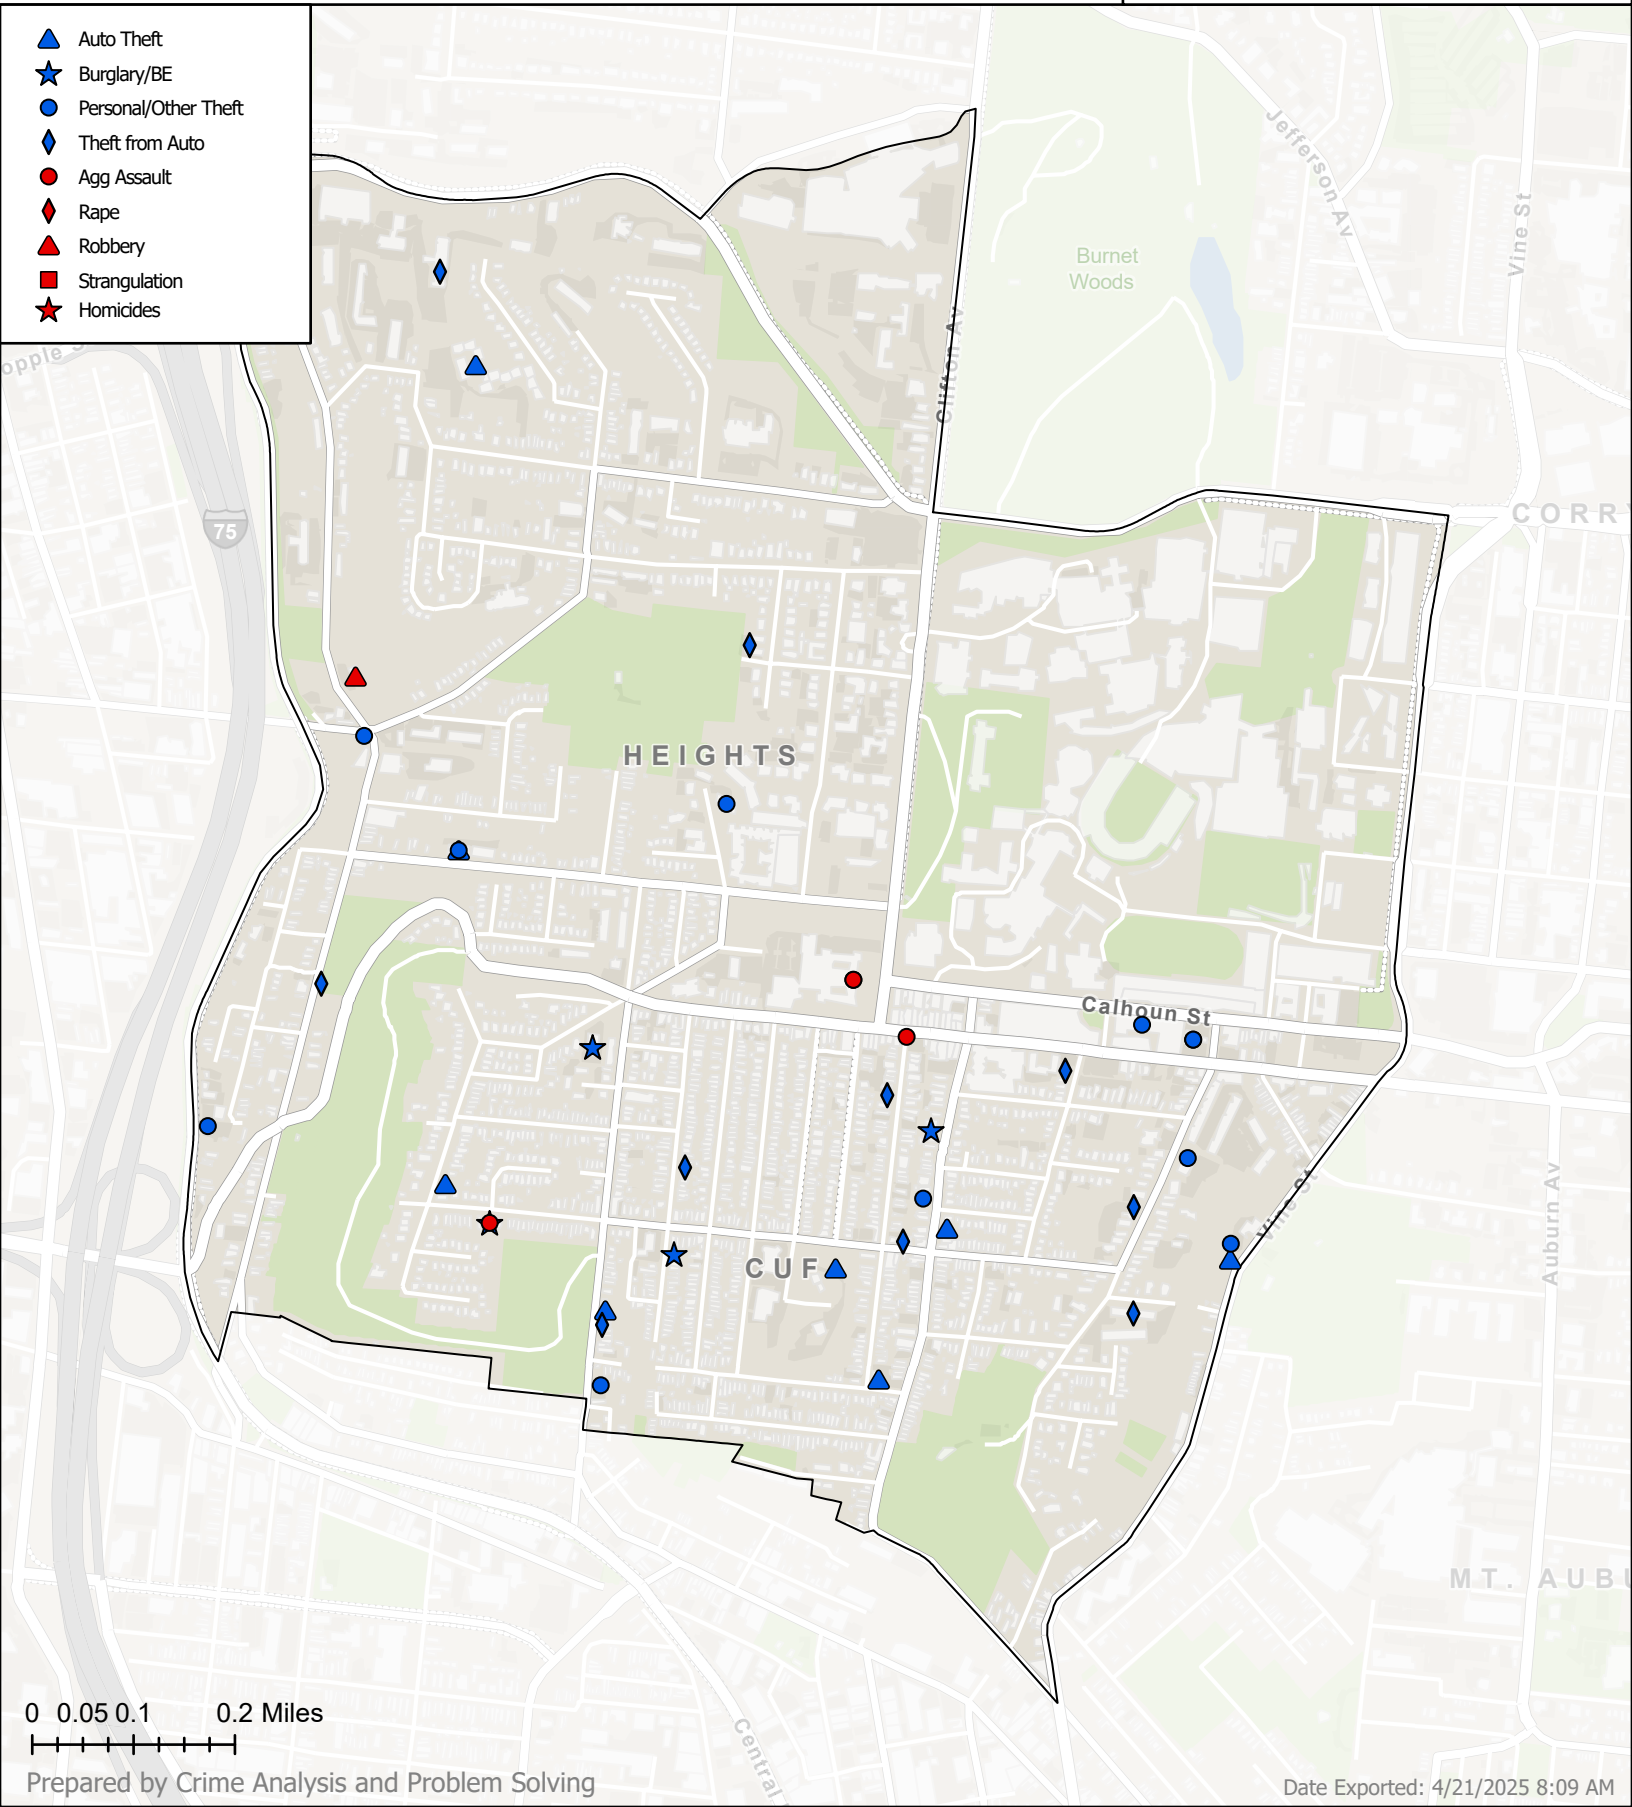 Auto Theft
Burglary/BE
Personal/Other Theft
Theft from Auto
Agg Assault
Rape
Robbery
Strangulation
Homicides
Jefferson Av
Vine St
Burnet
Woods
Clifton Av
opple S
75
CORRY
HEIGHTS
Calhoun St
Vine St
Auburn Av
CUF
MT. AUBU
0 0.05 0.1 0.2 Miles
Central
Prepared by Crime Analysis and Problem Solving
Date Exported: 4/21/2025 8:09 AM